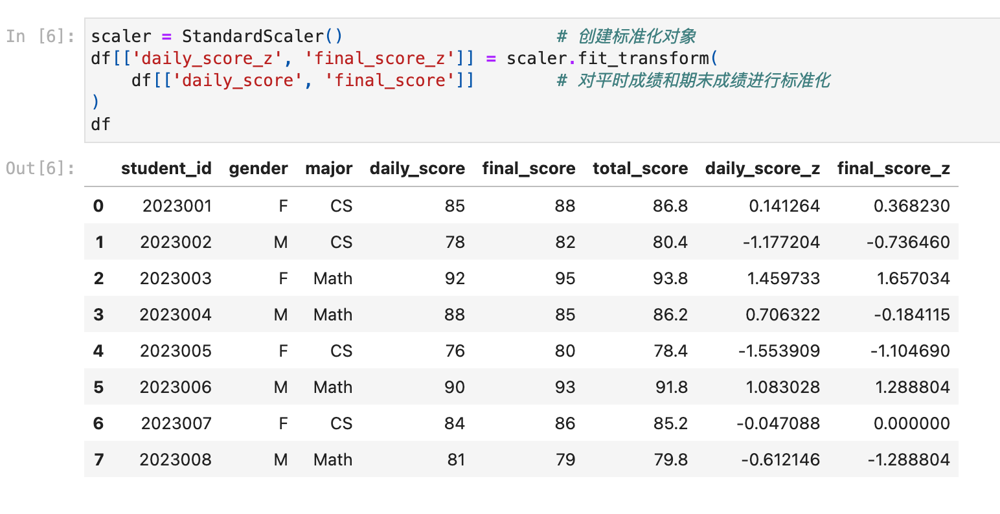 In [6]: scaler = StandardScaler()                     # 创建标准化对象
df[['daily_score_z', 'final_score_z']] = scaler.fit_transform(
    df[['daily_score', 'final_score']]        # 对平时成绩和期末成绩进行标准化
)
df
Out[6]: student_id gender major daily_score final_score total_score daily_score_z final_score_z
0 2023001 F CS 85 88 86.8 0.141264 0.368230
1 2023002 M CS 78 82 80.4 -1.177204 -0.736460
2 2023003 F Math 92 95 93.8 1.459733 1.657034
3 2023004 M Math 88 85 86.2 0.706322 -0.184115
4 2023005 F CS 76 80 78.4 -1.553909 -1.104690
5 2023006 M Math 90 93 91.8 1.083028 1.288804
6 2023007 F CS 84 86 85.2 -0.047088 0.000000
7 2023008 M Math 81 79 79.8 -0.612146 -1.288804